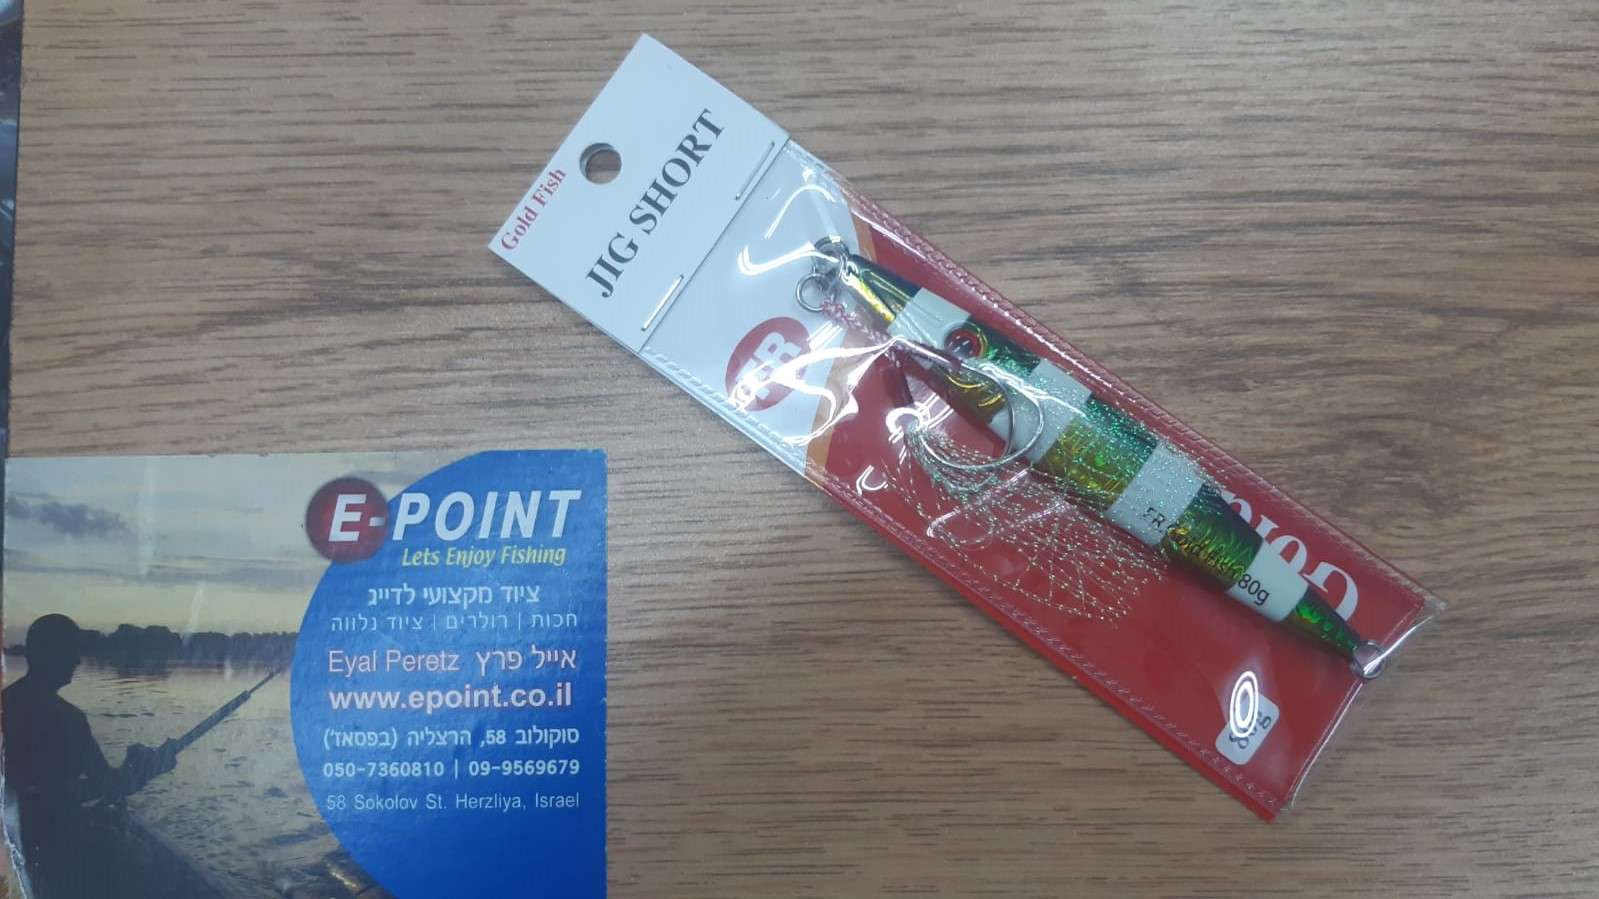 Gold Fish
JIG SHORT
Gold
80g
80g
E-POINT
Lets Enjoy Fishing
ציוד מקצועי לדייג
חכות | רולרים | ציוד נלווה
Eyal Peretz אייל פרץ
www.epoint.co.il
סוקולוב 58, הרצליה (בפסאז')
050-7360810 | 09-9569679
58 Sokolov St. Herzliya, Israel